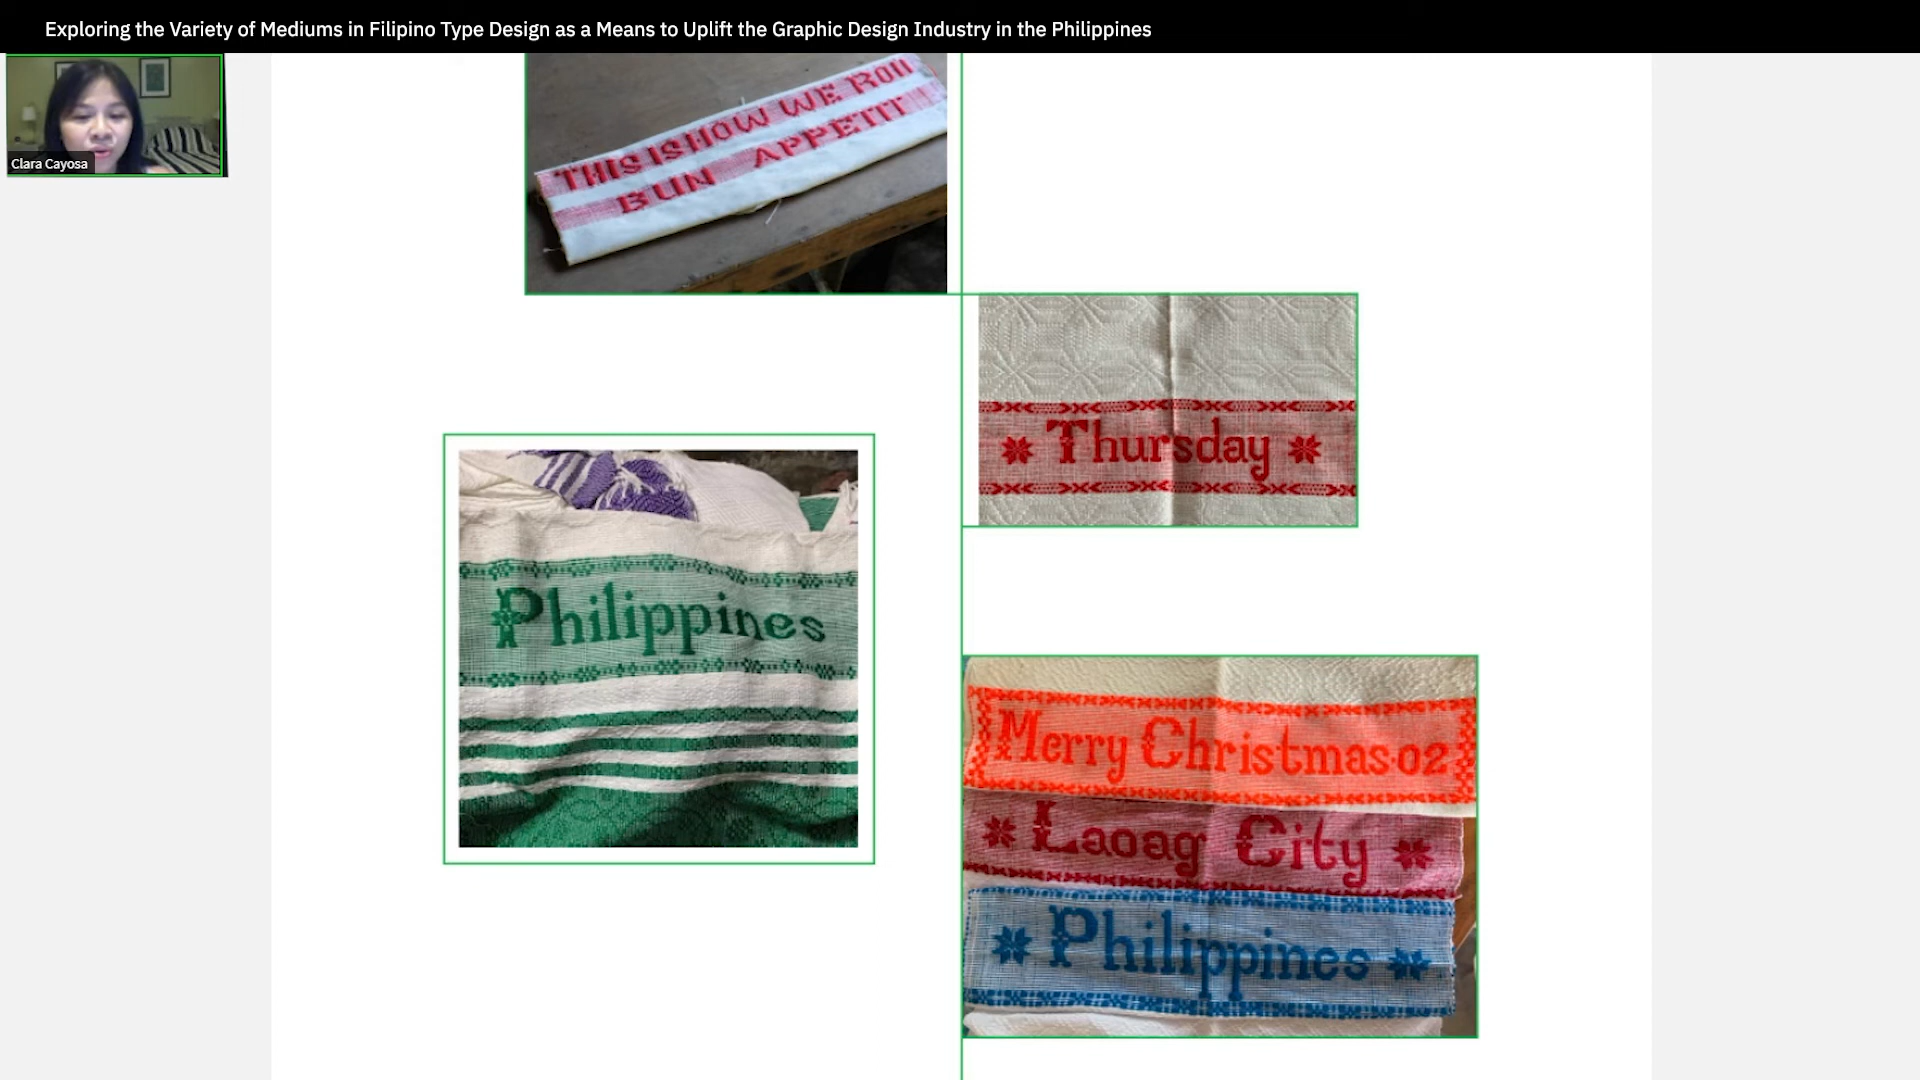 Exploring the Variety of Mediums in Filipino Type Design as a Means to Uplift the Graphic Design Industry in the Philippines
Clara Cayosa
THIS IS HOW WE ROll
BUN APPETIT
Thursday
Philippines
Merry Christmas 02
Laoag City
Philippines